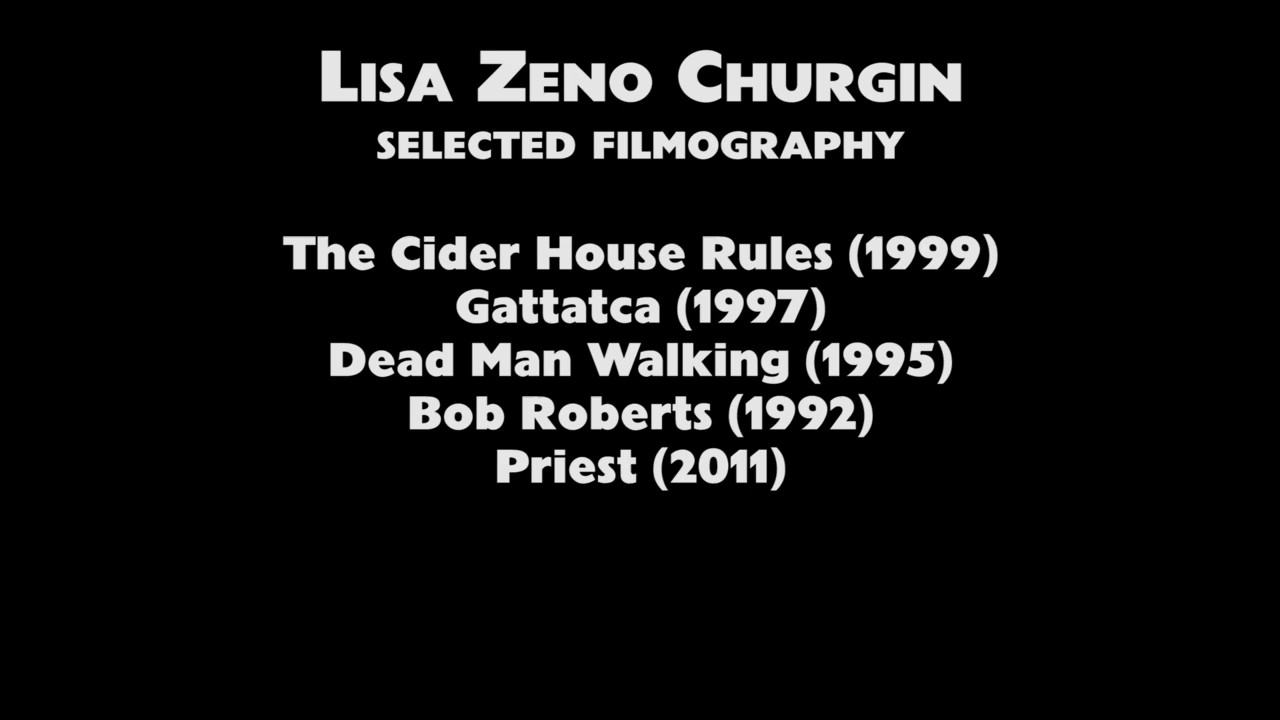 Lisa Zeno Churgin
selected filmography
The Cider House Rules (1999)
Gattatca (1997)
Dead Man Walking (1995)
Bob Roberts (1992)
Priest (2011)